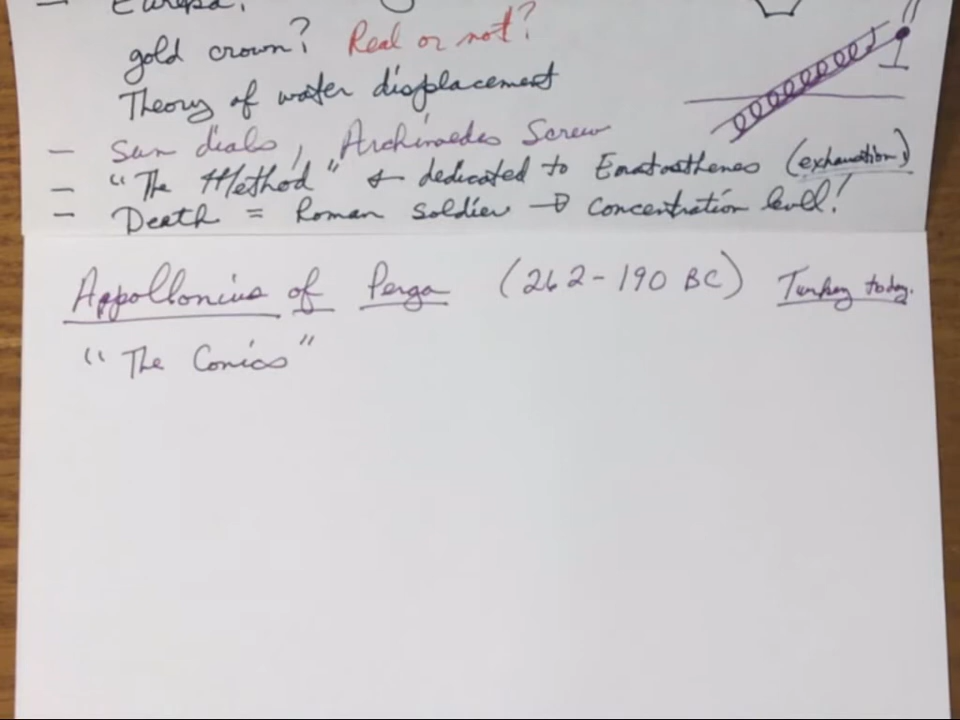 — Eureka!
gold crown? Real or not?
Theory of water displacement
— Sun dials, Archimedes Screw
— "The Method" & dedicated to Eratosthenes (exhaustion)
— Death = Roman soldier → concentration level!
Appollonius of Perga (262-190 BC) Turkey today.
"The Conics"